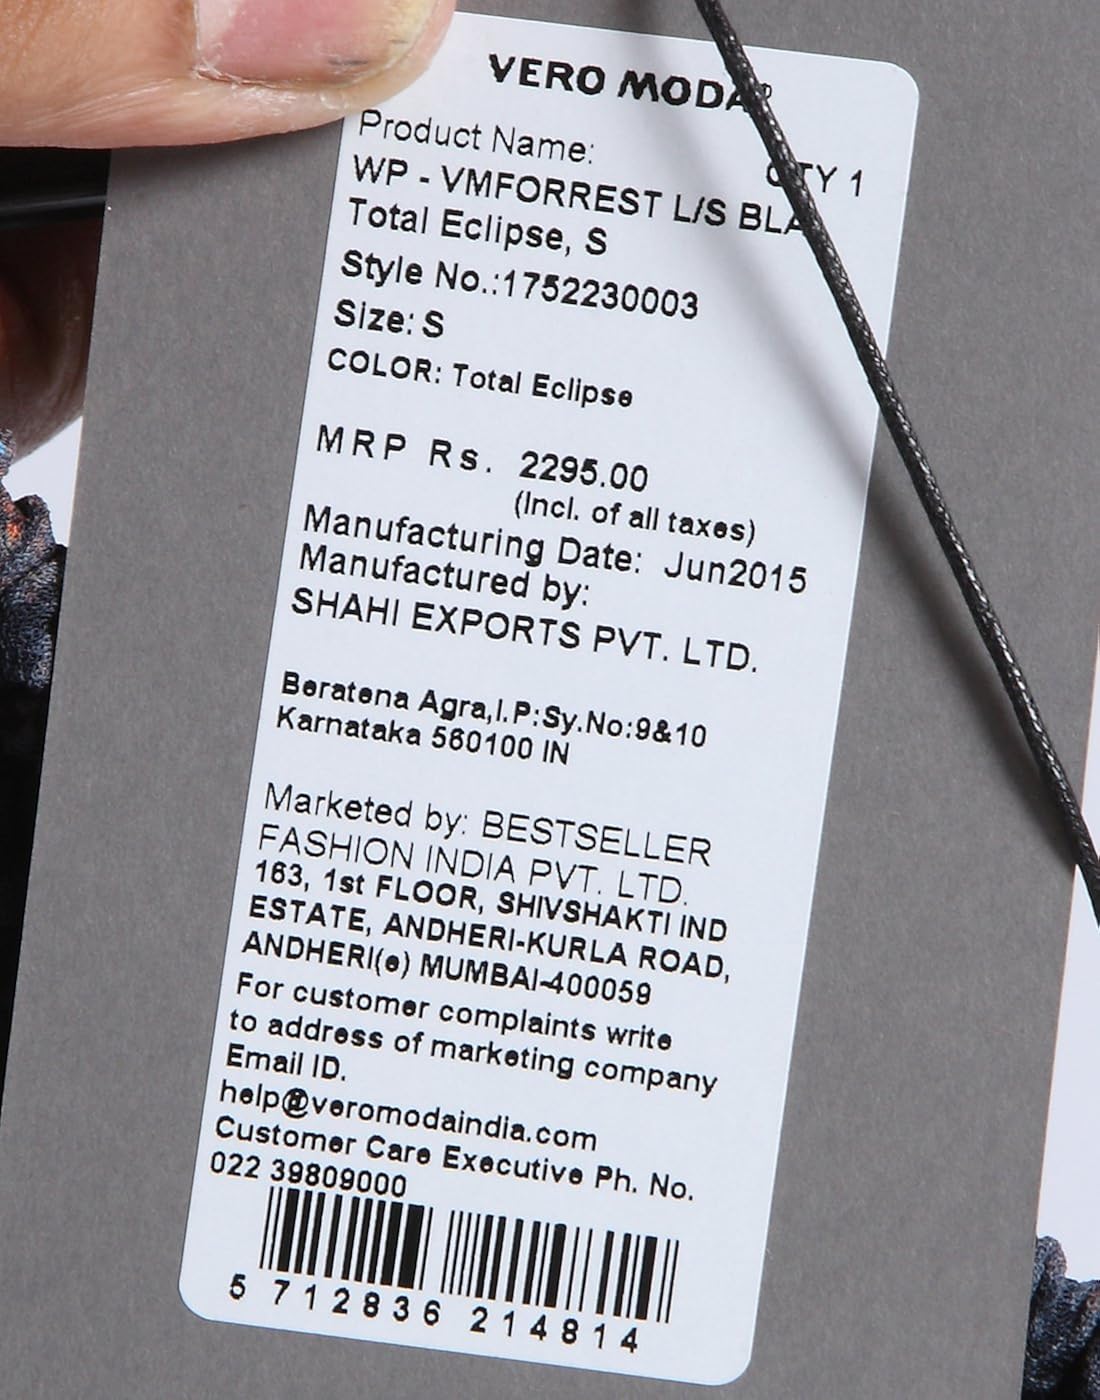 VERO MODA®
Product Name:
QTY 1
WP - VMFORREST L/S BLA
Total Eclipse, S
Style No.:1752230003
Size: S
COLOR: Total Eclipse
MRP Rs. 2295.00
(Incl. of all taxes)
Manufacturing Date: Jun2015
Manufactured by:
SHAHI EXPORTS PVT. LTD.
Beratena Agra,I.P:Sy.No:9&10
Karnataka 560100 IN
Marketed by: BESTSELLER
FASHION INDIA PVT. LTD.
163, 1st FLOOR, SHIVSHAKTI IND
ESTATE, ANDHERI-KURLA ROAD,
ANDHERI(e) MUMBAI-400059
For customer complaints write
to address of marketing company
Email ID.
help@veromodaindia.com
Customer Care Executive Ph. No.
022 39809000
5 712836 214814